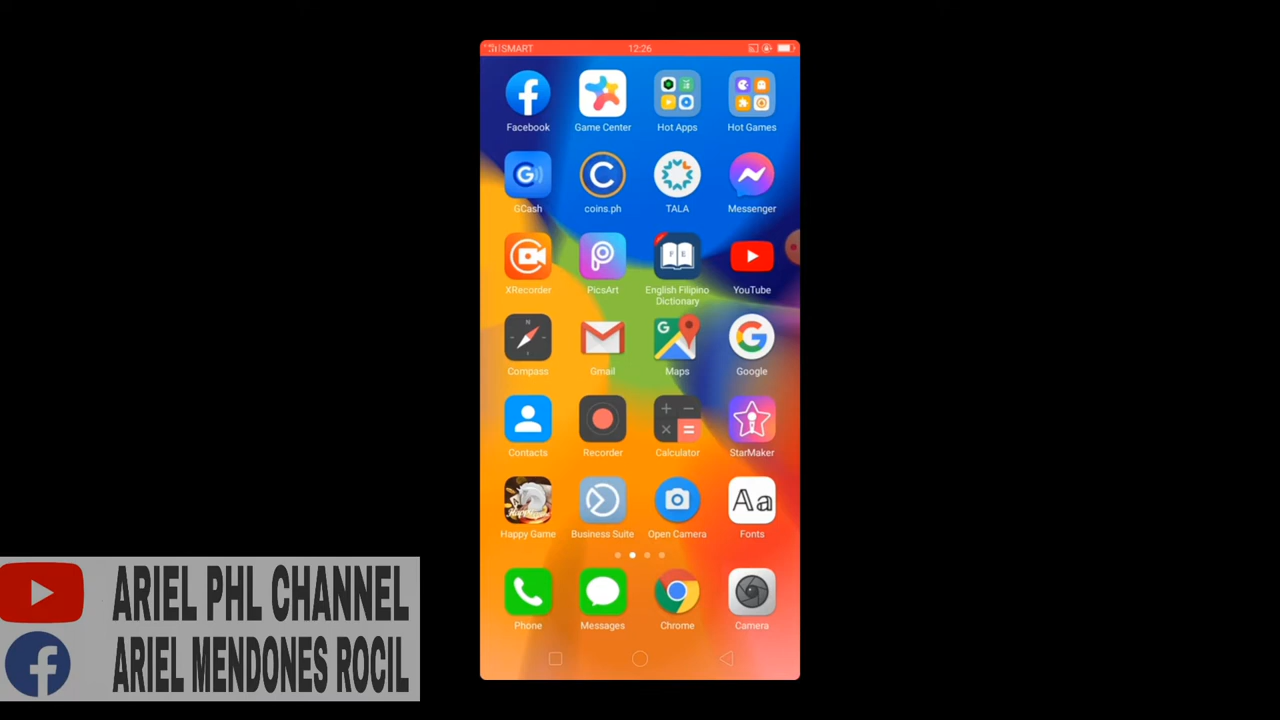 SMART 12:26
Facebook Game Center Hot Apps Hot Games
GCash coins.ph TALA Messenger
XRecorder PicsArt English Filipino Dictionary YouTube
Compass Gmail Maps Google
Contacts Recorder Calculator StarMaker
Happy Game Business Suite Open Camera Fonts
Phone Messages Chrome Camera
ARIEL PHL CHANNEL
ARIEL MENDONES ROCIL